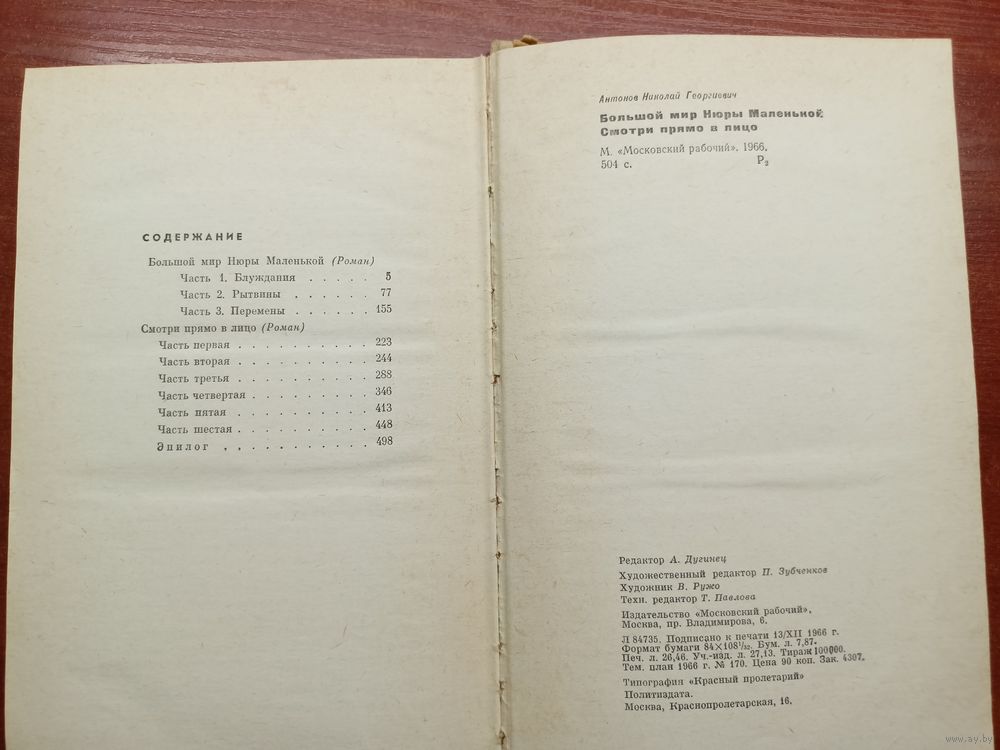 СОДЕРЖАНИЕ
Большой мир Нюры Маленькой (Роман)
Часть 1. Блуждания . . . . . 5
Часть 2. Рытвины . . . . . . 77
Часть 3. Перемены . . . . . . 155
Смотри прямо в лицо (Роман)
Часть первая . . . . . . . . . . 223
Часть вторая . . . . . . . . . . 244
Часть третья . . . . . . . . . . 288
Часть четвертая . . . . . . . . . 346
Часть пятая . . . . . . . . . . 413
Часть шестая . . . . . . . . . . 448
Эпилог , , . . . . . . . . . 498
Антонов Николай Георгиевич
Большой мир Нюры Маленькой
Смотри прямо в лицо
М. «Московский рабочий». 1966.
504 с. Р2
Редактор А. Дугинец
Художественный редактор П. Зубченков
Художник В. Ружо
Техн. редактор Т. Павлова
Издательство «Московский рабочий»,
Москва, пр. Владимирова, 6.
Л 84735. Подписано к печати 13/XII 1966 г.
Формат бумаги 84×108 1/32. Бум. л. 7,87.
Печ. л. 26,46. Уч.-изд. л. 27,13. Тираж 100000.
Тем. план 1966 г. № 170. Цена 90 коп. Зак. 4307.
Типография «Красный пролетарий»
Политиздата.
Москва, Краснопролетарская, 16.
www.ay.by